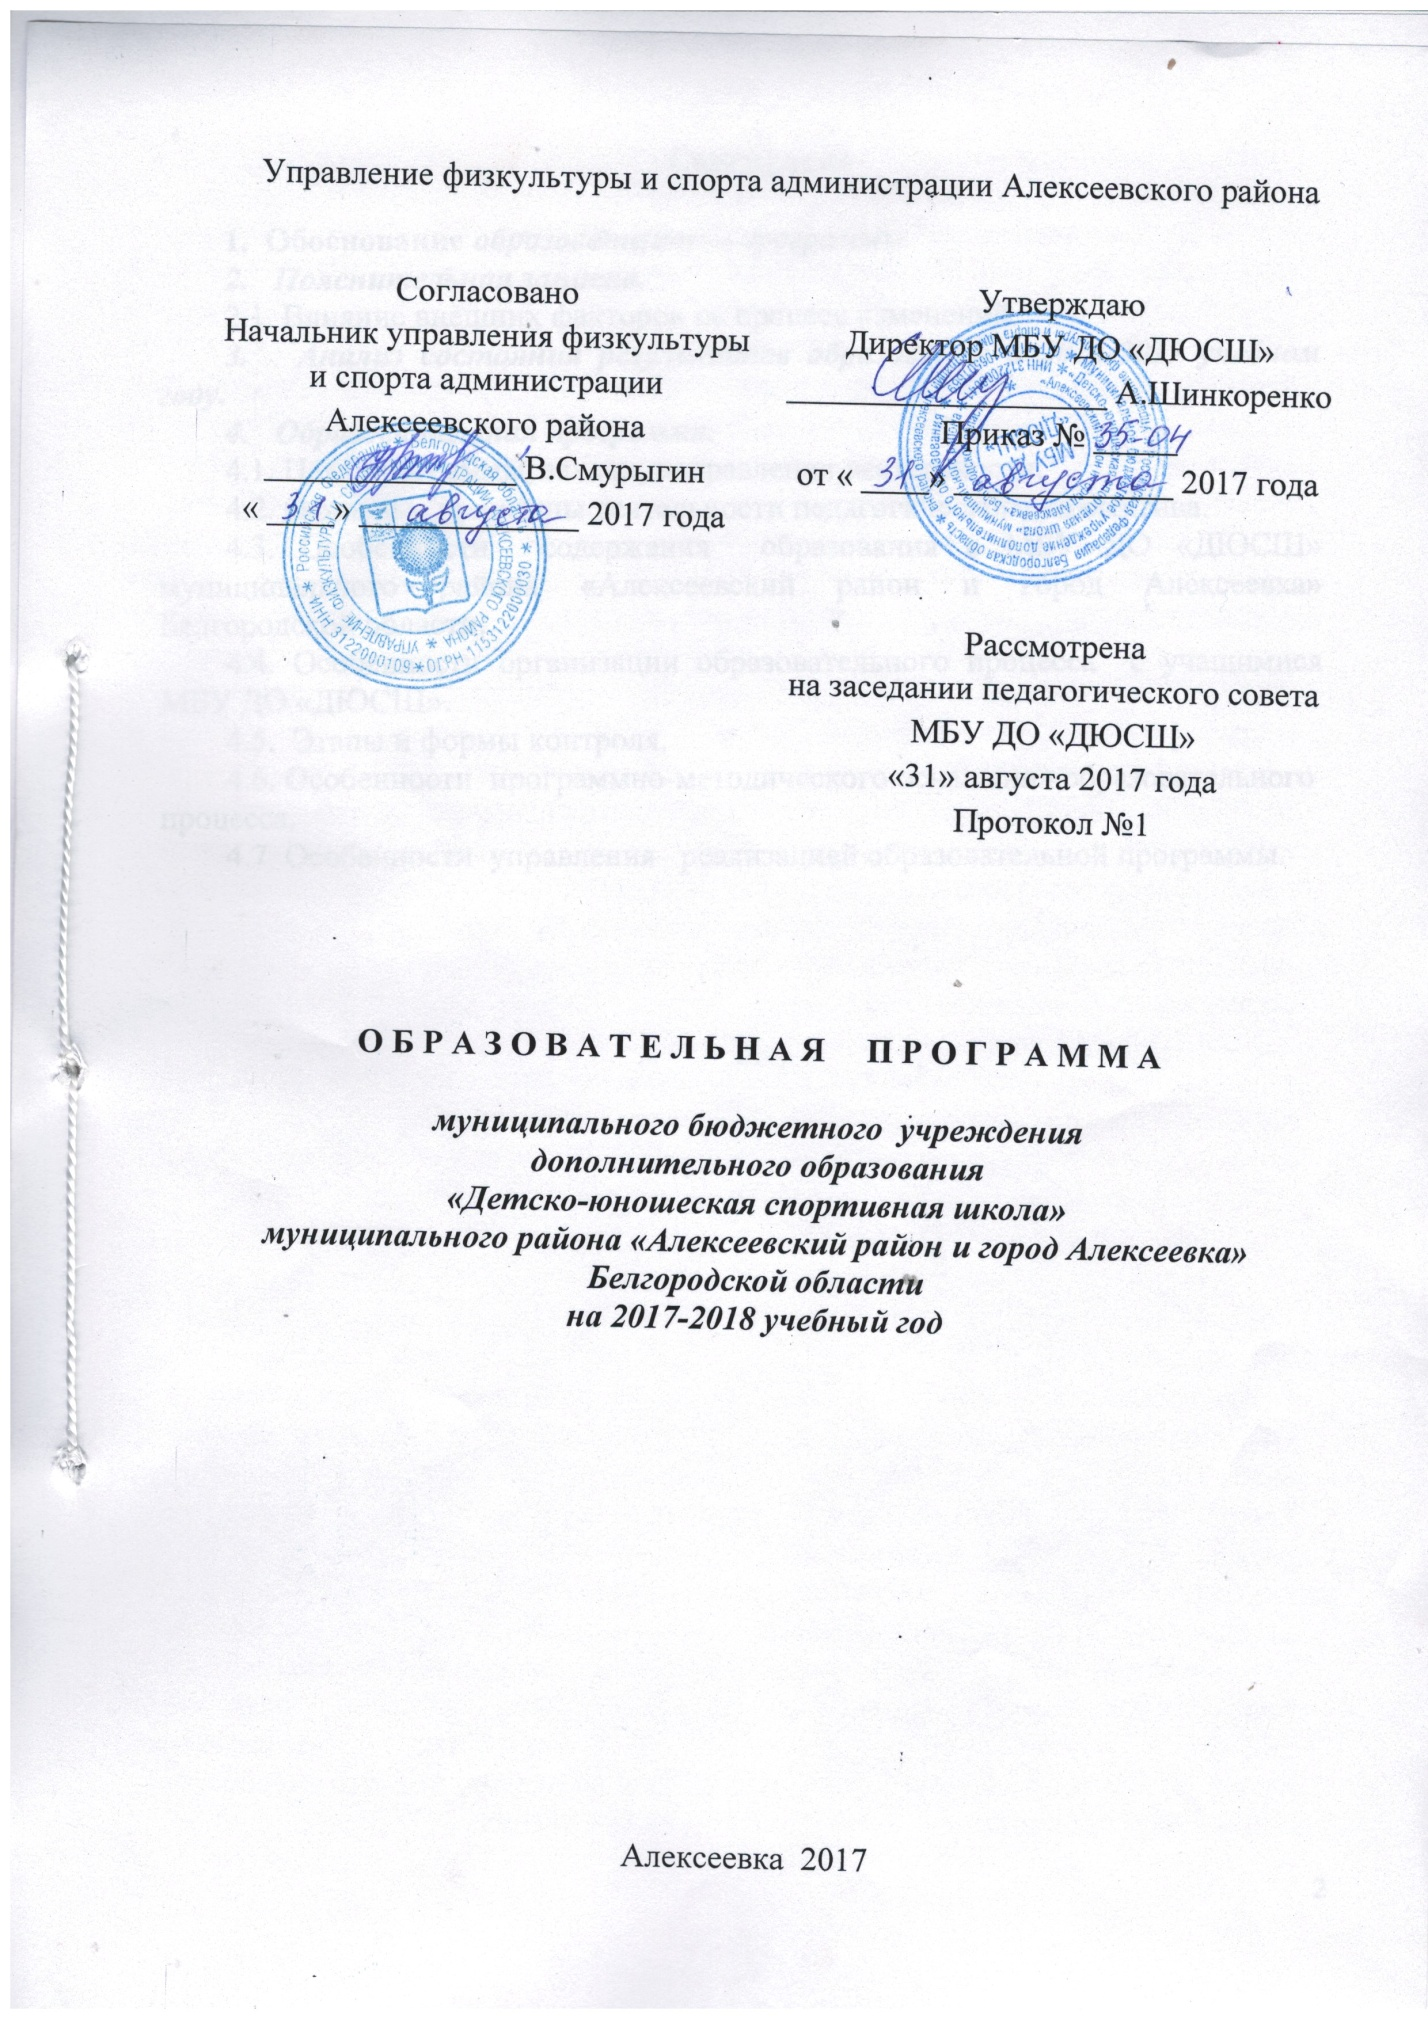 Управление физкультуры и спорта администрации Алексеевского района
Согласовано
Начальник управления физкультуры
и спорта администрации
Алексеевского района
В.Смурыгин
« 31 » августа 2017 года
Утверждаю
Директор МБУ ДО «ДЮСШ»
А.Шинкоренко
Приказ № 35-04
от « 31 » августа 2017 года
Рассмотрена
на заседании педагогического совета
МБУ ДО «ДЮСШ»
«31» августа 2017 года
Протокол №1
О Б Р А З О В А Т Е Л Ь Н А Я П Р О Г Р А М М А
муниципального бюджетного учреждения
дополнительного образования
«Детско-юношеская спортивная школа»
муниципального района «Алексеевский район и город Алексеевка»
Белгородской области
на 2017-2018 учебный год
Алексеевка 2017